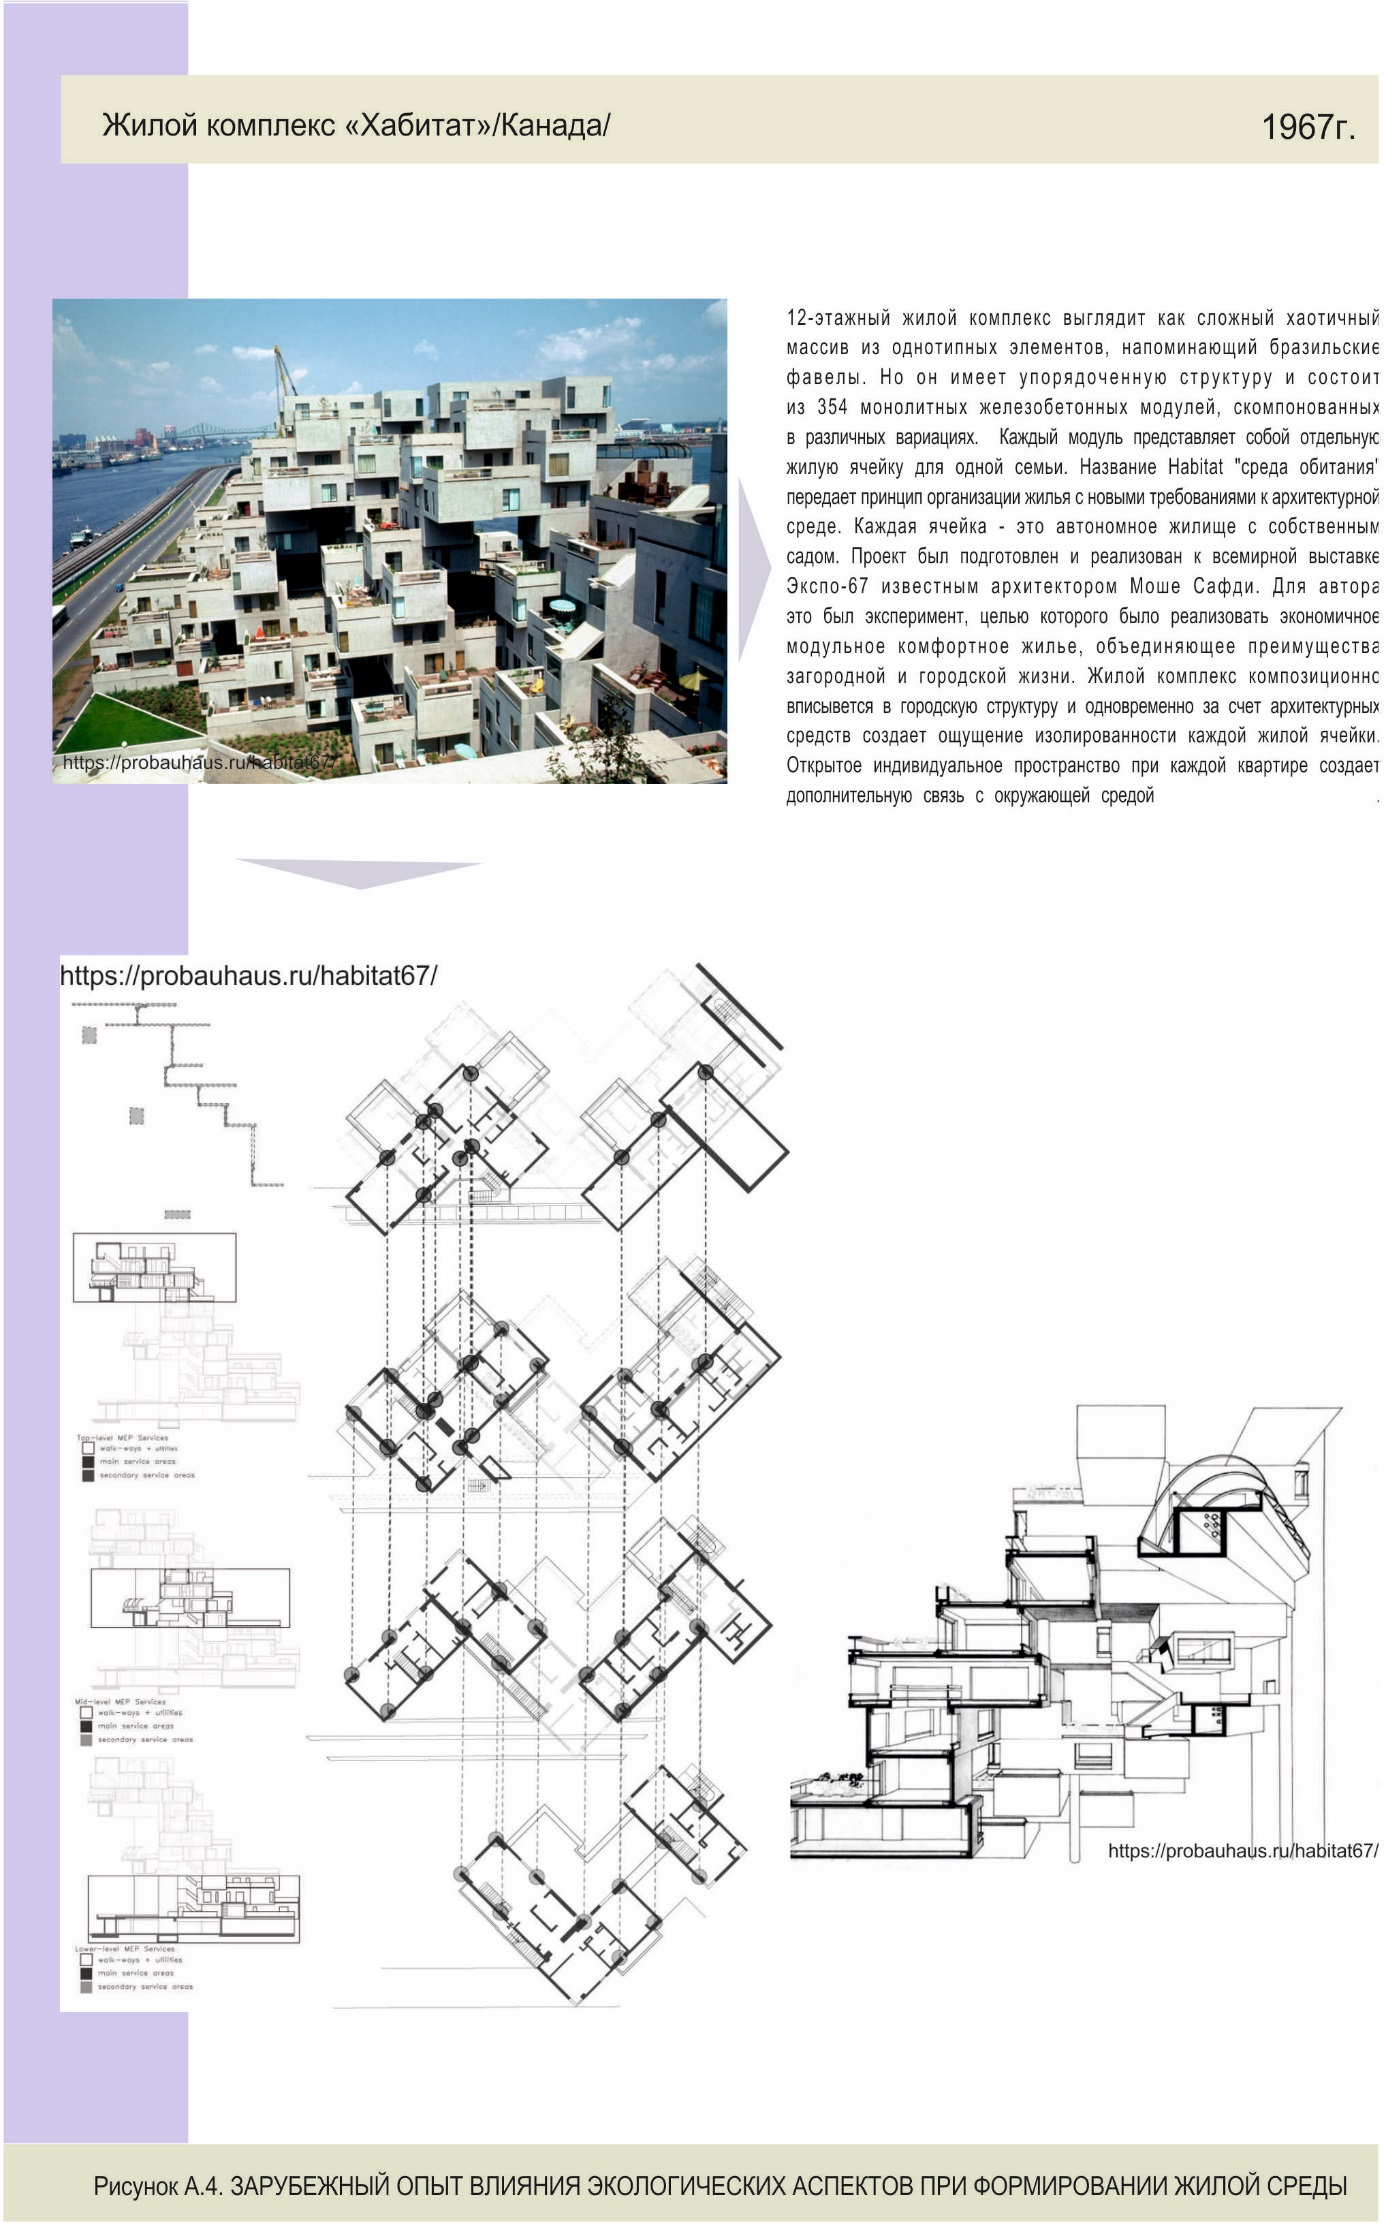 Жилой комплекс «Хабитат»/Канада/ 1967г.
12-этажный жилой комплекс выглядит как сложный хаотичный
массив из однотипных элементов, напоминающий бразильские
фавелы. Но он имеет упорядоченную структуру и состоит
из 354 монолитных железобетонных модулей, скомпонованных
в различных вариациях. Каждый модуль представляет собой отдельную
жилую ячейку для одной семьи. Название Habitat "среда обитания"
передает принцип организации жилья с новыми требованиями к архитектурной
среде. Каждая ячейка - это автономное жилище с собственным
садом. Проект был подготовлен и реализован к всемирной выставке
Экспо-67 известным архитектором Моше Сафди. Для автора
это был эксперимент, целью которого было реализовать экономичное
модульное комфортное жилье, объединяющее преимущества
загородной и городской жизни. Жилой комплекс композиционно
вписывется в городскую структуру и одновременно за счет архитектурных
средств создает ощущение изолированности каждой жилой ячейки.
Открытое индивидуальное пространство при каждой квартире создает
дополнительную связь с окружающей средой .
https://probauhaus.ru/habitat67/
https://probauhaus.ru/habitat67/
Top-level MEP Services
walk-ways + utilities
main service areas
secondary service areas
Mid-level MEP Services
walk-ways + utilities
main service areas
secondary service areas
Lower-level MEP Services
walk-ways + utilities
main service areas
secondary service areas
https://probauhaus.ru/habitat67/
Рисунок А.4. ЗАРУБЕЖНЫЙ ОПЫТ ВЛИЯНИЯ ЭКОЛОГИЧЕСКИХ АСПЕКТОВ ПРИ ФОРМИРОВАНИИ ЖИЛОЙ СРЕДЫ